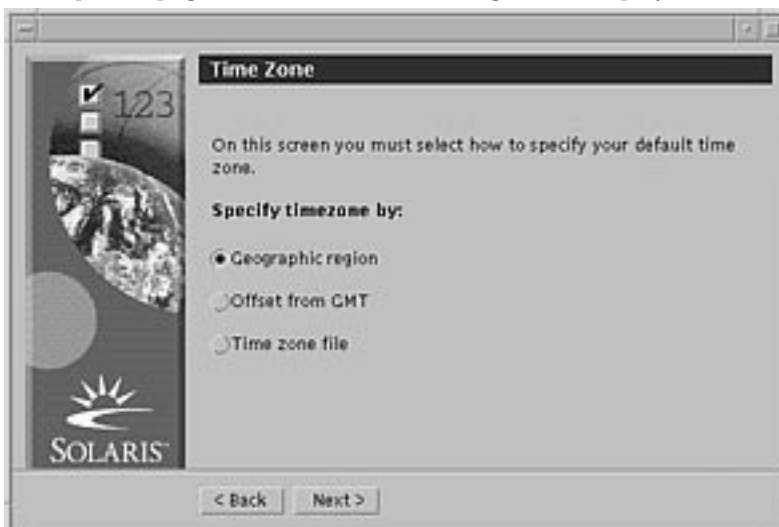 Time Zone
123
On this screen you must select how to specify your default time
zone.
Specify timezone by:
Geographic region
Offset from GMT
Time zone file
SOLARIS™
< Back
Next >